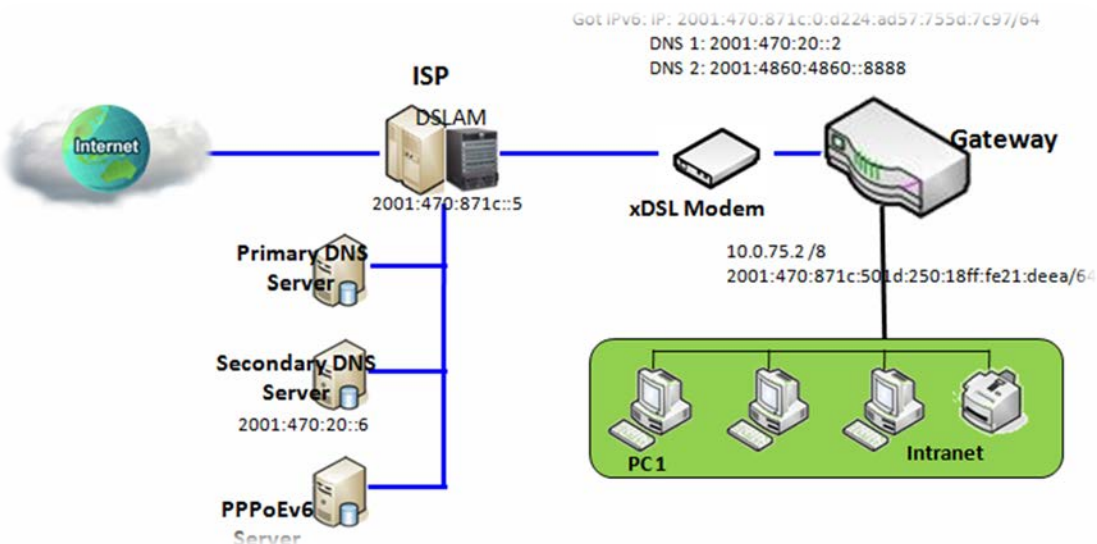 Got IPv6: IP: 2001:470:871c:0:d224:ad57:755d:7c97/64
DNS 1: 2001:470:20::2
DNS 2: 2001:4860:4860::8888
ISP
DSLAM
Internet
Gateway
2001:470:871c::5
xDSL Modem
Primary DNS
Server
10.0.75.2 /8
2001:470:871c:501d:250:18ff:fe21:deea/64
Secondary DNS
Server
2001:470:20::6
PC1
Intranet
PPPoEv6
Server